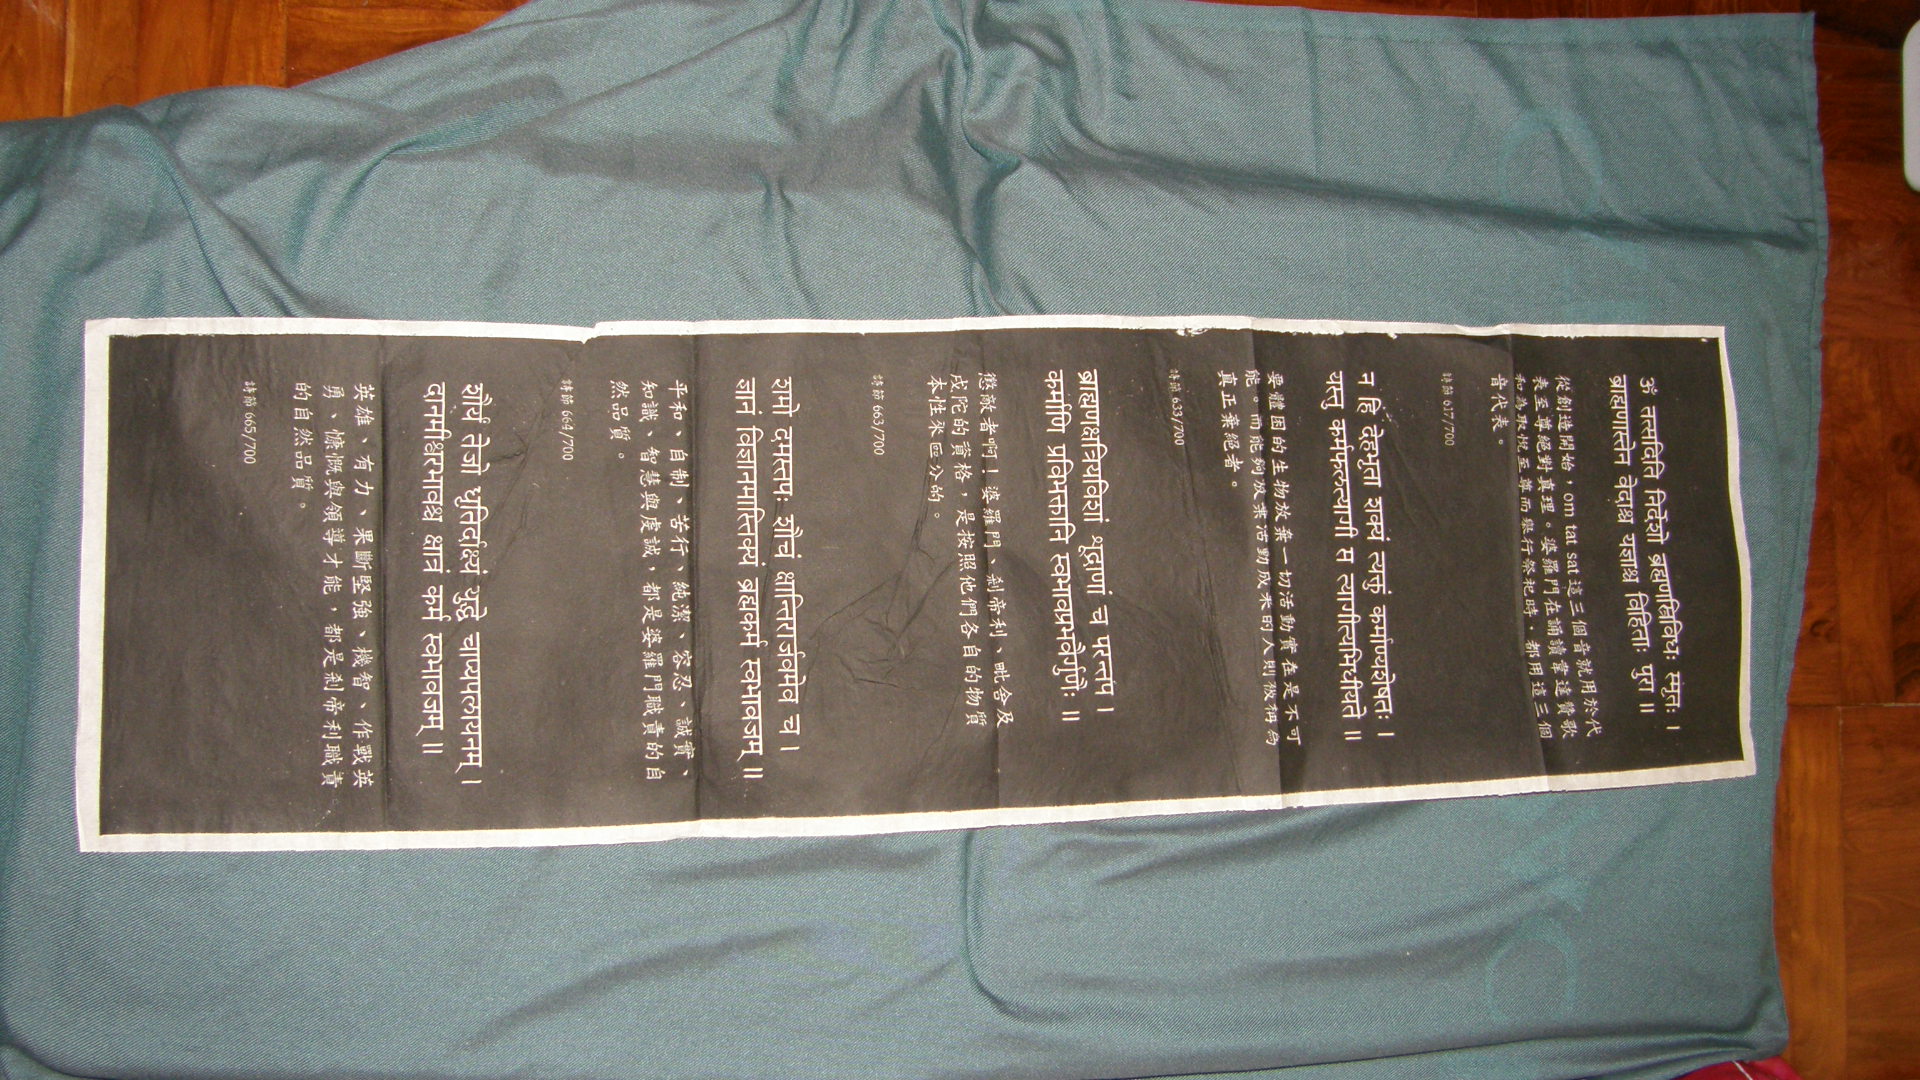 ॐ तत्सदिति निर्देशो ब्रह्मणस्त्रिविधः स्मृतः ।
ब्राह्मणास्तेन वेदाश्च यज्ञाश्च विहिताः पुरा ॥
從創造開始，om tat sat 這三個音就用於代
表至尊絕對真理。婆羅門在誦讀韋達贊歌
和為取悅至尊而舉行祭祀時，都用這三個
音代表。
詩節 617/700
न हि देहभृता शक्यं त्यक्तुं कर्माण्यशेषतः ।
यस्तु कर्मफलत्यागी स त्यागीत्यभिधीयते ॥
要體困的生物放棄一切活動實在是不可
能。而能夠放棄活動成果的人則被稱為
真正棄絕者。
詩節 633/700
ब्राह्मणक्षत्रियविशां शूद्राणां च परन्तप ।
कर्माणि प्रविभक्तानि स्वभावप्रभवैर्गुणैः ॥
懲敵者啊！婆羅門、剎帝利、毗舍及
戍陀的資格，是按照他們各自的物質
本性來區分的。
詩節 663/700
शमो दमस्तपः शौचं क्षान्तिरार्जवमेव च ।
ज्ञानं विज्ञानमास्तिक्यं ब्रह्मकर्म स्वभावजम् ॥
平和、自制、苦行、純潔、容忍、誠實、
知識、智慧與虔誠，都是婆羅門職責的自
然品質。
詩節 664/700
शौर्यं तेजो धृतिर्दाक्ष्यं युद्धे चाप्यपलायनम् ।
दानमीश्वरभावश्च क्षात्रं कर्म स्वभावजम् ॥
英雄、有力、果斷堅強、機智、作戰英
勇、慷慨與領導才能，都是剎帝利職責
的自然品質。
詩節 665/700